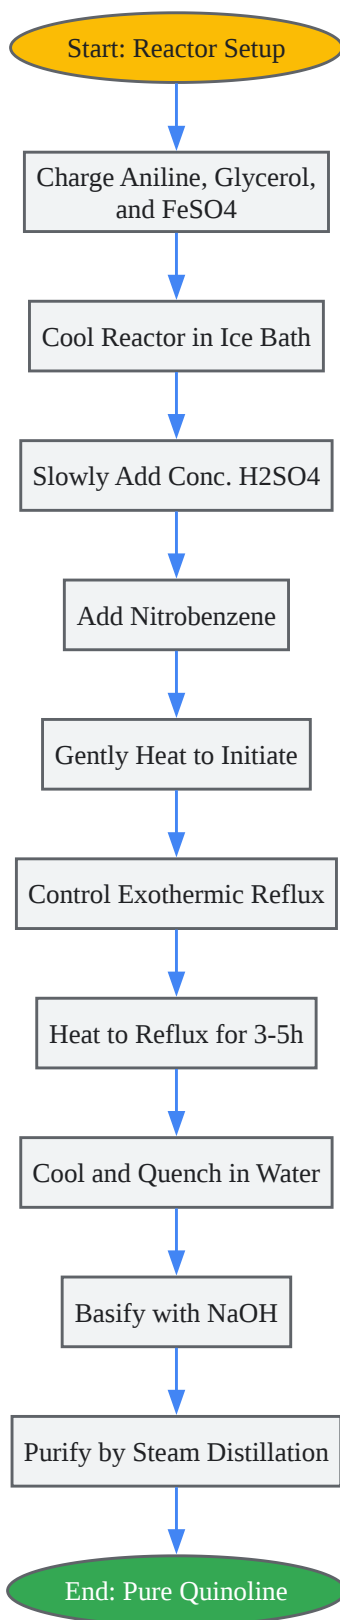 Start: Reactor Setup
Charge Aniline, Glycerol,
and FeSO4
Cool Reactor in Ice Bath
Slowly Add Conc. H2SO4
Add Nitrobenzene
Gently Heat to Initiate
Control Exothermic Reflux
Heat to Reflux for 3-5h
Cool and Quench in Water
Basify with NaOH
Purify by Steam Distillation
End: Pure Quinoline